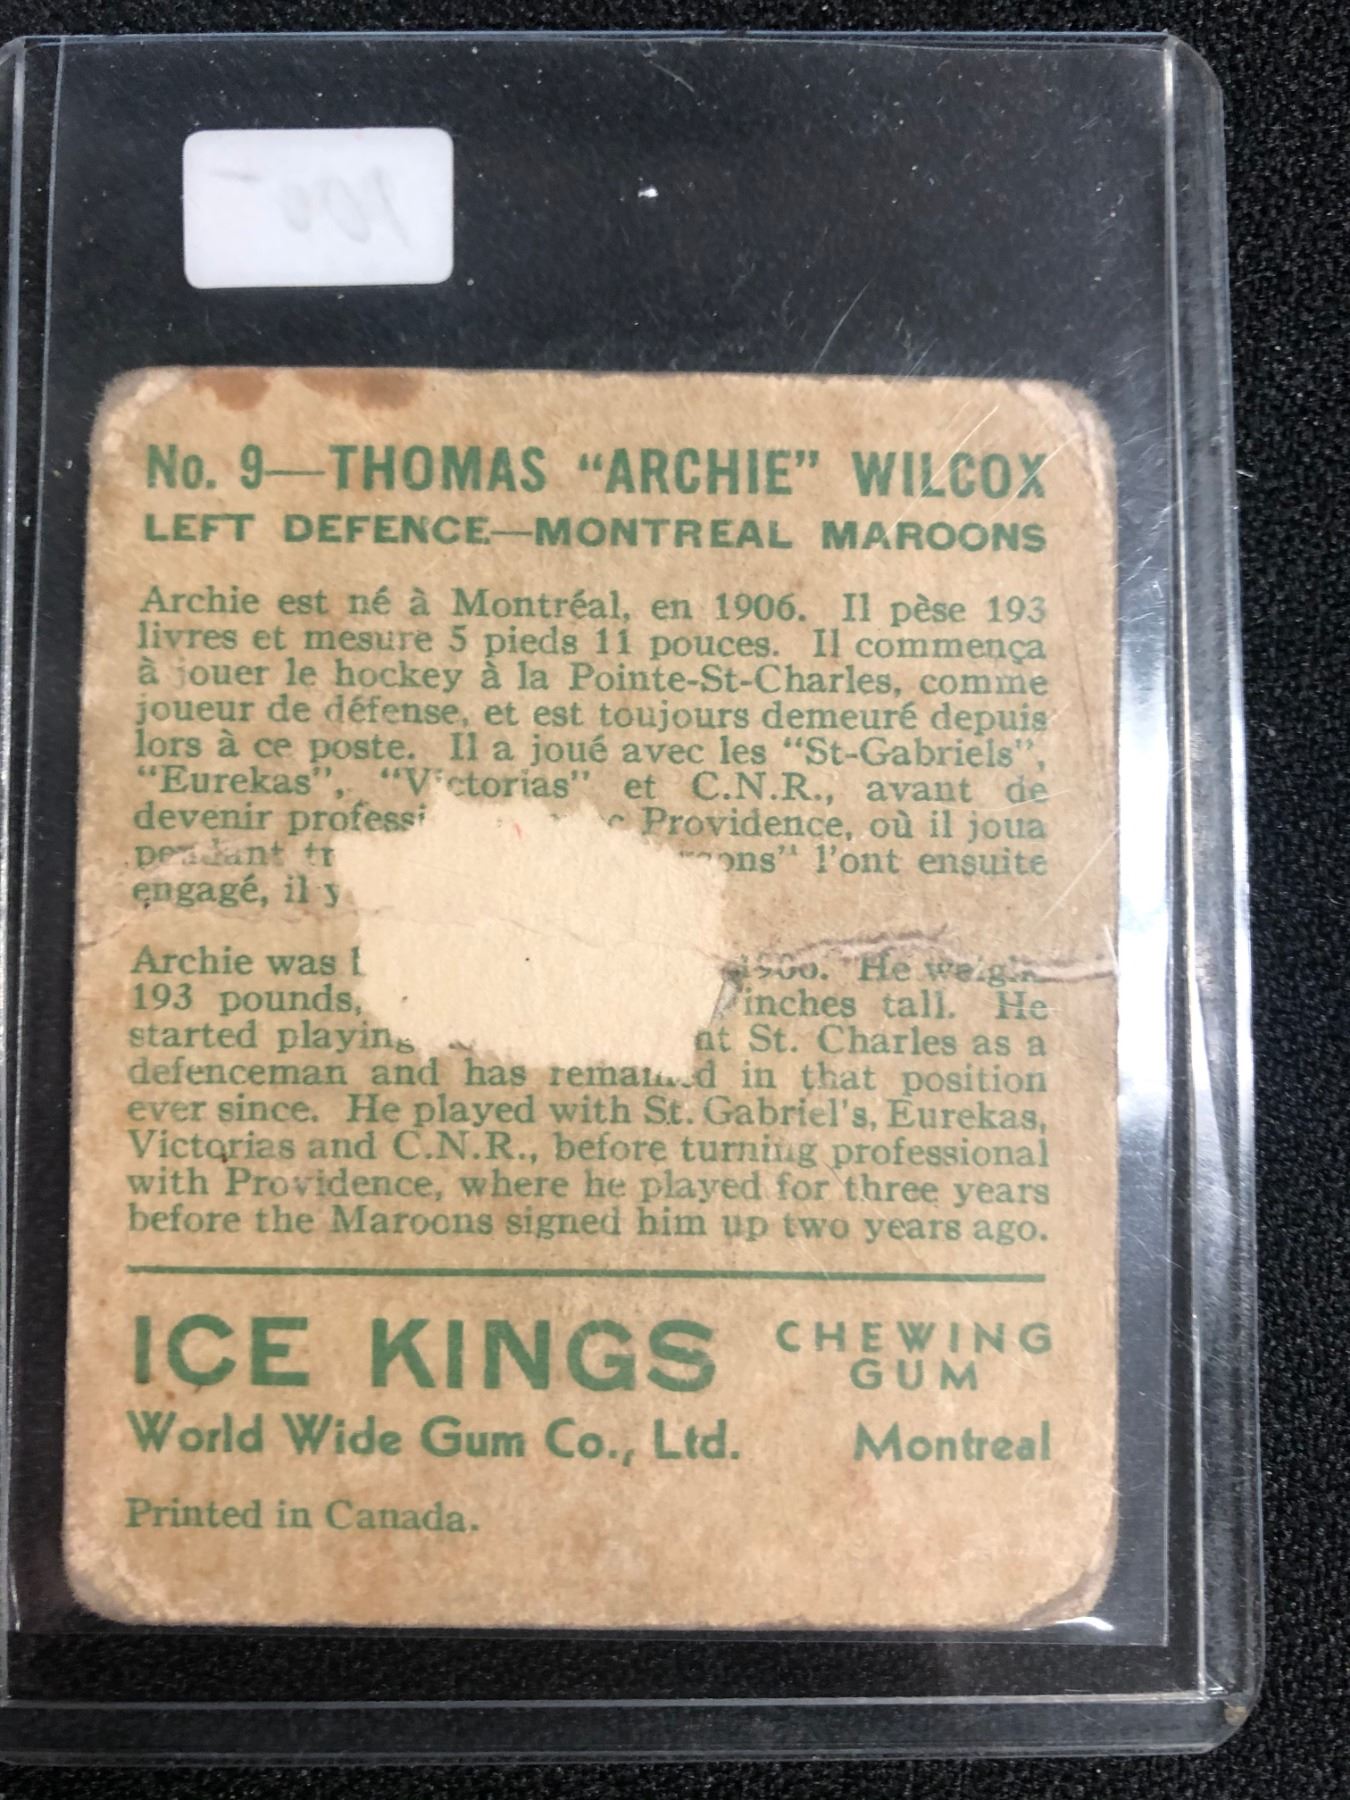 No. 9—THOMAS "ARCHIE" WILCOX
LEFT DEFENCE—MONTREAL MAROONS
Archie est né à Montréal, en 1906. Il pèse 193
livres et mesure 5 pieds 11 pouces. Il commença
à jouer le hockey à la Pointe-St-Charles, comme
joueur de défense, et est toujours demeuré depuis
lors à ce poste. Il a joué avec les "St-Gabriels",
"Eurekas", "Victorias" et C.N.R., avant de
devenir Providence, où il joua
pendant l'ont ensuite
engagé, il y
Archie was 1906. He weighs
193 pounds, inches tall. He
started playing St. Charles as a
defenceman and has remained in that position
ever since. He played with St. Gabriel's, Eurekas,
Victorias and C.N.R., before turning professional
with Providence, where he played for three years
before the Maroons signed him up two years ago.
ICE KINGS CHEWING GUM
World Wide Gum Co., Ltd. Montreal
Printed in Canada.